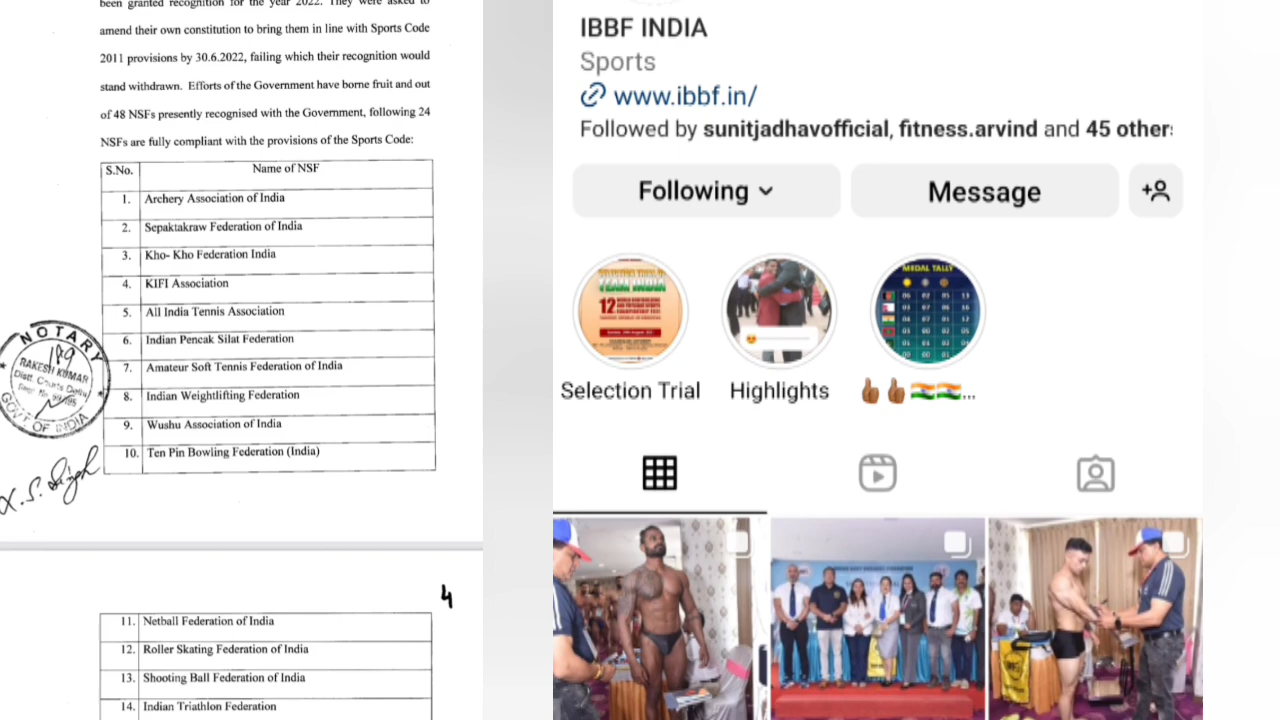 been granted recognition for the year 2022. They were asked to
amend their own constitution to bring them in line with Sports Code
2011 provisions by 30.6.2022, failing which their recognition would
stand withdrawn. Efforts of the Government have borne fruit and out
of 48 NSFs presently recognised with the Government, following 24
NSFs are fully compliant with the provisions of the Sports Code:
S.No. Name of NSF
1. Archery Association of India
2. Sepaktakraw Federation of India
3. Kho- Kho Federation India
4. KIFI Association
5. All India Tennis Association
6. Indian Pencak Silat Federation
7. Amateur Soft Tennis Federation of India
8. Indian Weightlifting Federation
9. Wushu Association of India
10. Ten Pin Bowling Federation (India)
NOTARY
RAKESH KUMAR
Distt. Courts Delhi
GOVT OF INDIA
4
11. Netball Federation of India
12. Roller Skating Federation of India
13. Shooting Ball Federation of India
14. Indian Triathlon Federation
IBBF INDIA
Sports
www.ibbf.in/
Followed by sunitjadhavofficial, fitness.arvind and 45 others
Following
Message
TEAM INDIA
12
MEDAL TALLY
Selection Trial
Highlights
👍🏾👍🏾🇮🇳🇮🇳...